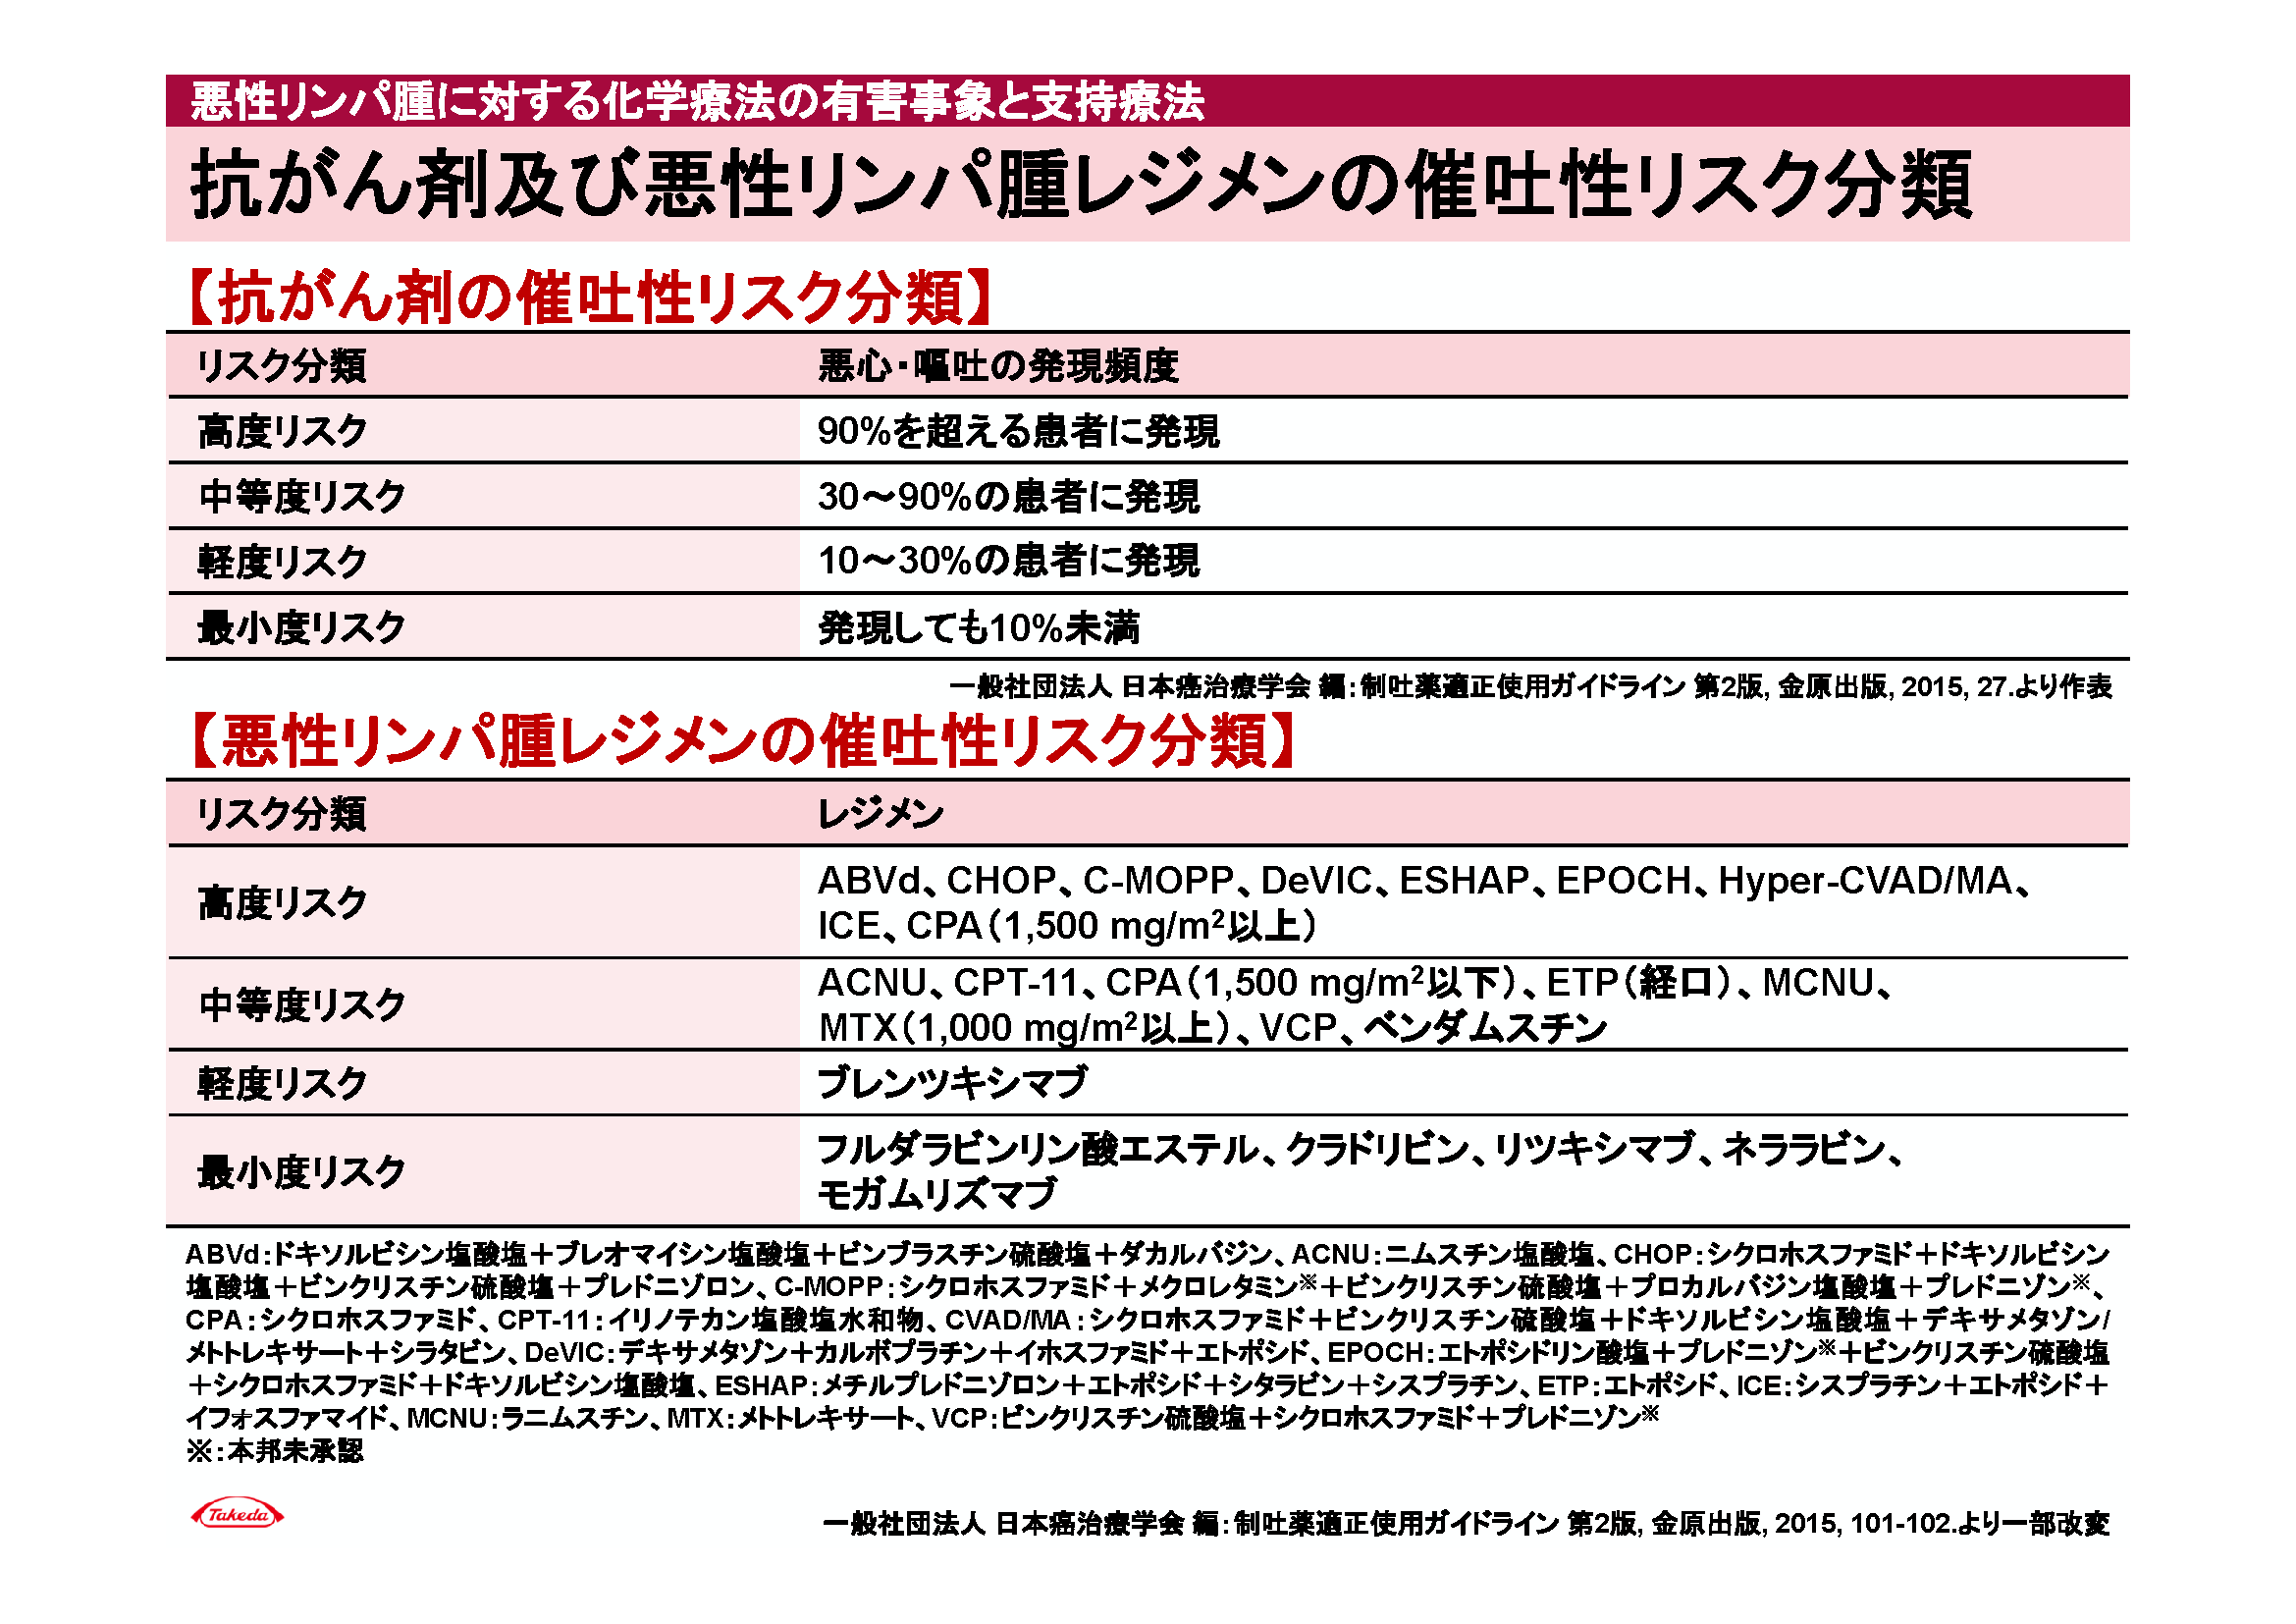 悪性リンパ腫に対する化学療法の有害事象と支持療法
抗がん剤及び悪性リンパ腫レジメンの催吐性リスク分類
【抗がん剤の催吐性リスク分類】
リスク分類 悪心・嘔吐の発現頻度
高度リスク 90%を超える患者に発現
中等度リスク 30～90%の患者に発現
軽度リスク 10～30%の患者に発現
最小度リスク 発現しても10%未満
一般社団法人 日本癌治療学会 編：制吐薬適正使用ガイドライン 第2版, 金原出版, 2015, 27.より作表
【悪性リンパ腫レジメンの催吐性リスク分類】
リスク分類 レジメン
高度リスク ABVd、CHOP、C-MOPP、DeVIC、ESHAP、EPOCH、Hyper-CVAD/MA、
ICE、CPA（1,500 mg/m²以上）
中等度リスク ACNU、CPT-11、CPA（1,500 mg/m²以下）、ETP（経口）、MCNU、
MTX（1,000 mg/m²以上）、VCP、ベンダムスチン
軽度リスク ブレンツキシマブ
最小度リスク フルダラビンリン酸エステル、クラドリビン、リツキシマブ、ネララビン、
モガムリズマブ
ABVd：ドキソルビシン塩酸塩＋ブレオマイシン塩酸塩＋ビンブラスチン硫酸塩＋ダカルバジン、ACNU：ニムスチン塩酸塩、CHOP：シクロホスファミド＋ドキソルビシン
塩酸塩＋ビンクリスチン硫酸塩＋プレドニゾロン、C-MOPP：シクロホスファミド＋メクロレタミン※＋ビンクリスチン硫酸塩＋プロカルバジン塩酸塩＋プレドニゾン※、
CPA：シクロホスファミド、CPT-11：イリノテカン塩酸塩水和物、CVAD/MA：シクロホスファミド＋ビンクリスチン硫酸塩＋ドキソルビシン塩酸塩＋デキサメタゾン/
メトトレキサート＋シラタビン、DeVIC：デキサメタゾン＋カルボプラチン＋イホスファミド＋エトポシド、EPOCH：エトポシドリン酸塩＋プレドニゾン※＋ビンクリスチン硫酸塩
＋シクロホスファミド＋ドキソルビシン塩酸塩、ESHAP：メチルプレドニゾロン＋エトポシド＋シタラビン＋シスプラチン、ETP：エトポシド、ICE：シスプラチン＋エトポシド＋
イフォスファマイド、MCNU：ラニムスチン、MTX：メトトレキサート、VCP：ビンクリスチン硫酸塩＋シクロホスファミド＋プレドニゾン※
※：本邦未承認
Takeda
一般社団法人 日本癌治療学会 編：制吐薬適正使用ガイドライン 第2版, 金原出版, 2015, 101-102.より一部改変